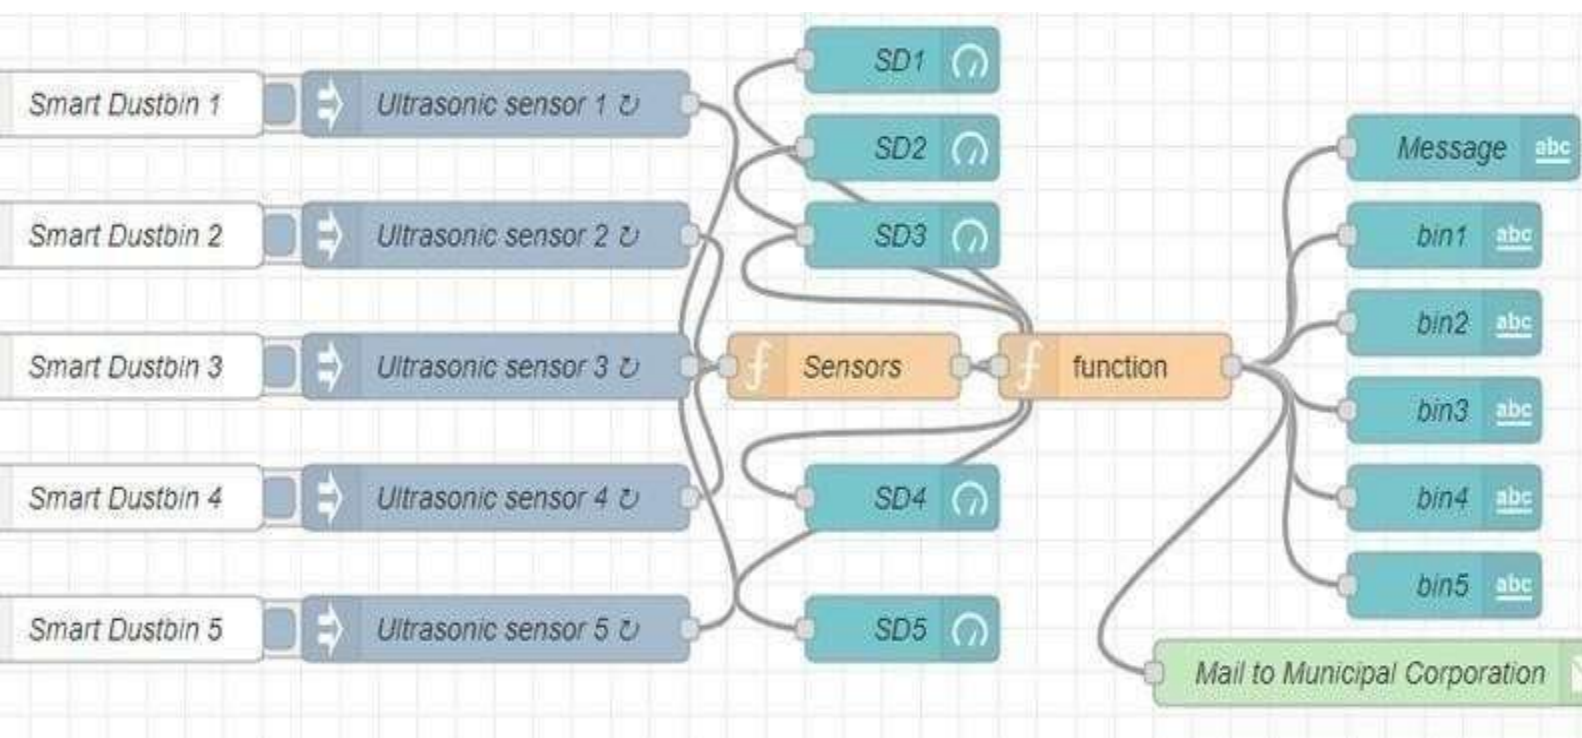 Smart Dustbin 1
Ultrasonic sensor 1 ↻
Smart Dustbin 2
Ultrasonic sensor 2 ↻
Smart Dustbin 3
Ultrasonic sensor 3 ↻
Smart Dustbin 4
Ultrasonic sensor 4 ↻
Smart Dustbin 5
Ultrasonic sensor 5 ↻
SD1
SD2
SD3
Sensors
function
SD4
SD5
Message abc
bin1 abc
bin2 abc
bin3 abc
bin4 abc
bin5 abc
Mail to Municipal Corporation